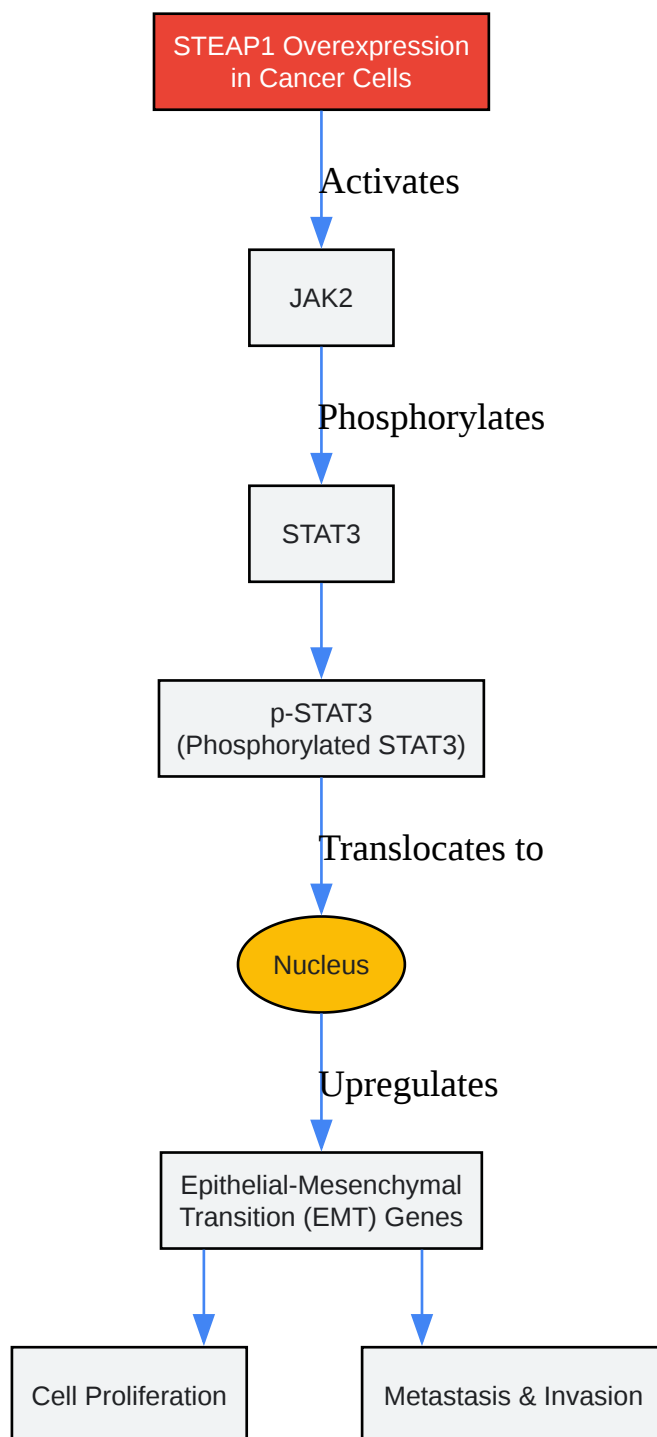 STEAP1 Overexpression
in Cancer Cells
Activates
JAK2
Phosphorylates
STAT3
p-STAT3
(Phosphorylated STAT3)
Translocates to
Nucleus
Upregulates
Epithelial-Mesenchymal
Transition (EMT) Genes
Cell Proliferation
Metastasis & Invasion